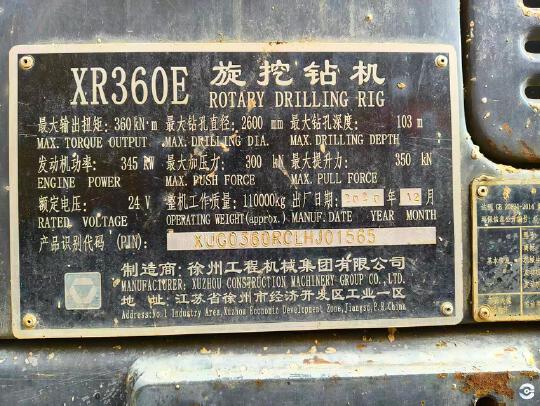 XR360E 旋挖钻机
ROTARY DRILLING RIG
最大输出扭矩: 360 kN·m 最大钻孔直径: 2600 mm 最大钻孔深度: 103 m
MAX. TORQUE OUTPUT MAX. DRILLING DIA. MAX. DRILLING DEPTH
发动机功率: 345 kW 最大加压力: 300 kN 最大提升力: 350 kN
ENGINE POWER MAX. PUSH FORCE MAX. PULL FORCE
额定电压: 24 V 整机工作质量: 110000kg 出厂日期: 2020 年 12 月
RATED VOLTAGE OPERATING WEIGHT(approx.) MANUF. DATE YEAR MONTH
产品识别代码 (PIN): XUG0360RCLHJ01565
制造商: 徐州工程机械集团有限公司
MANUFACTURER: XUZHOU CONSTRUCTION MACHINERY GROUP CO., LTD.
地 址: 江苏省徐州市经济开发区工业一区
Address: No.1 Industry Area, Xuzhou Economic Development Zone, Jiangsu, P.R.China